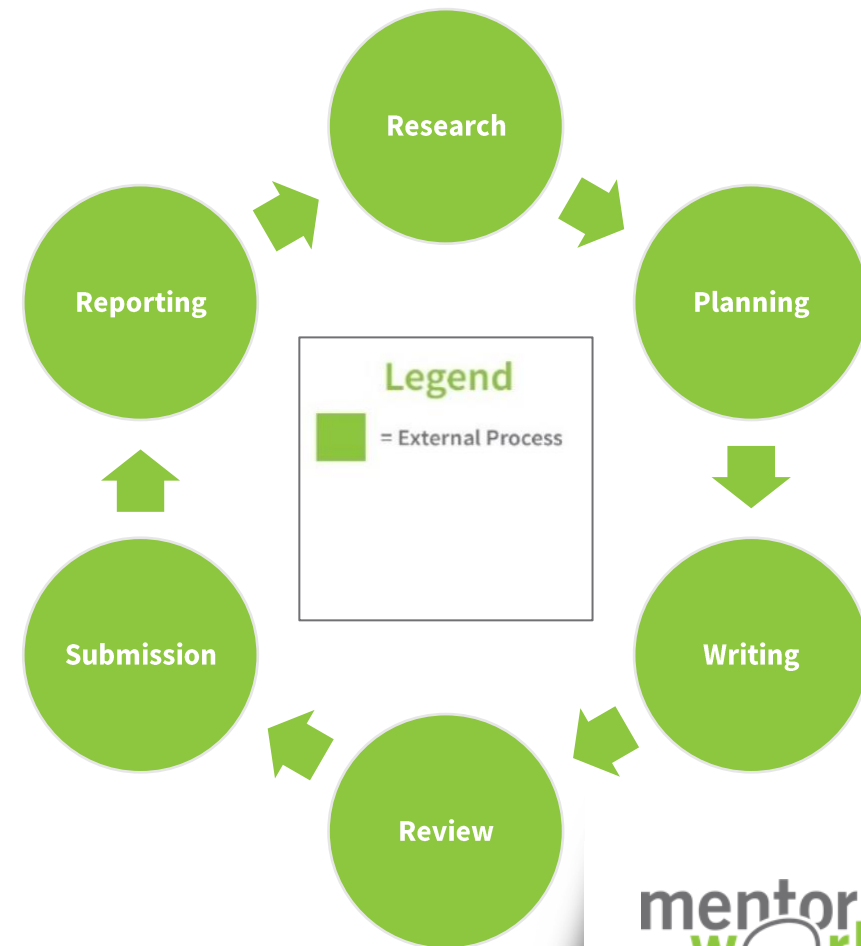 Research
Planning
Writing
Review
Submission
Reporting
Legend
= External Process
mentor